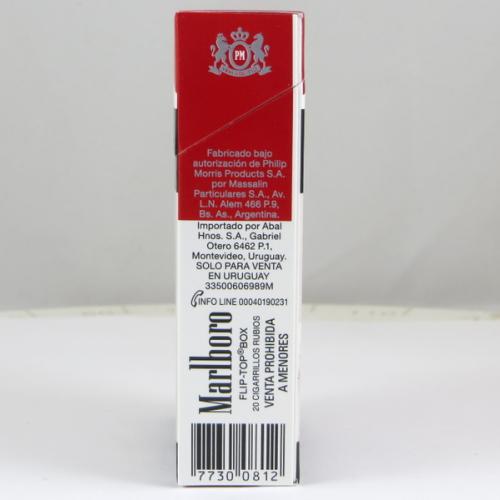 PM
Fabricado bajo
autorización de Philip
Morris Products S.A.
por Massalin
Particulares S.A., Av.
L.N. Alem 466 P.9,
Bs. As., Argentina.
Importado por Abal
Hnos. S.A., Gabriel
Otero 6462 P.1,
Montevideo, Uruguay.
SOLO PARA VENTA
EN URUGUAY
33500606989M
INFO LINE 00040190231
Marlboro
FLIP-TOP®BOX
20 CIGARRILLOS RUBIOS
VENTA PROHIBIDA
A MENORES
7730 0812